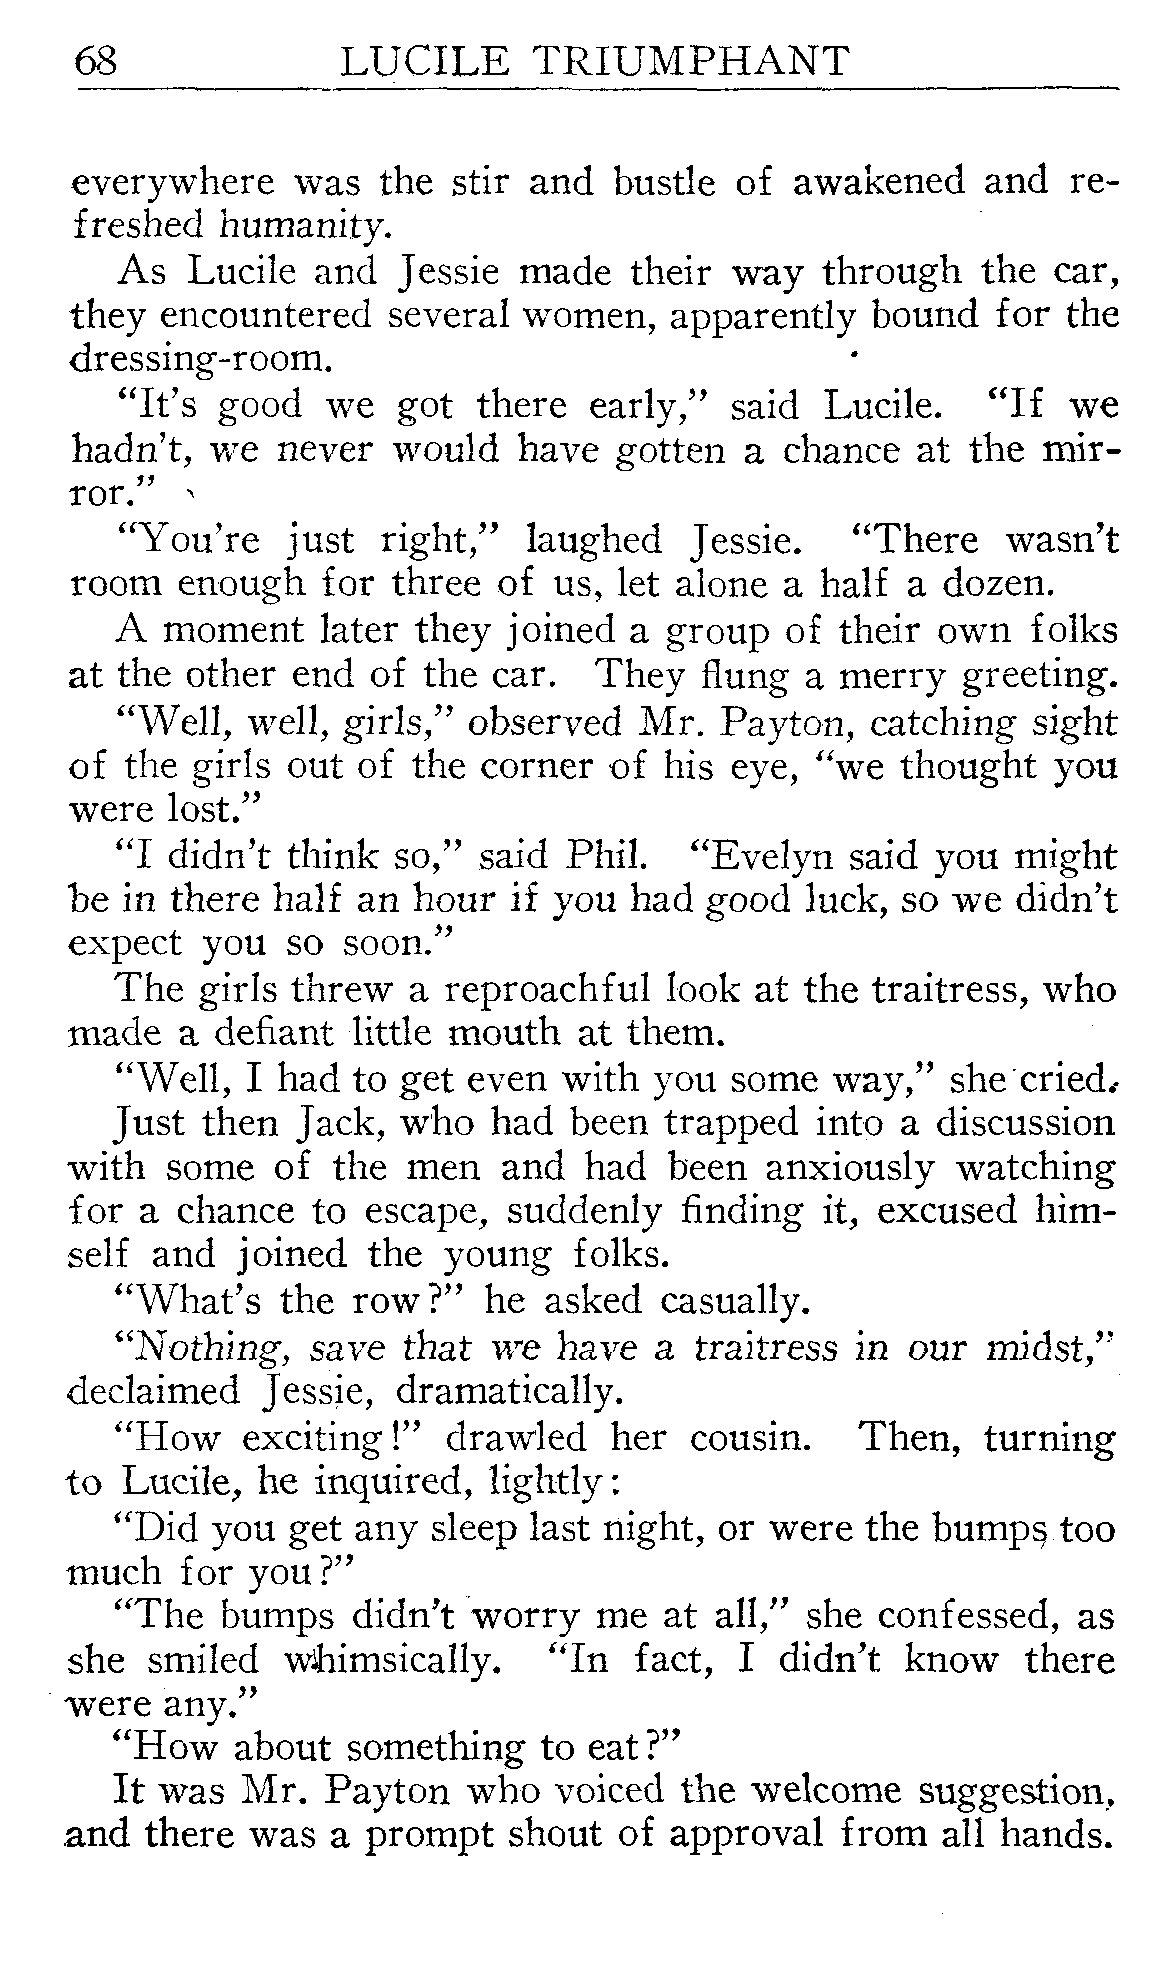 68 LUCILE TRIUMPHANT
everywhere was the stir and bustle of awakened and re-
freshed humanity.
As Lucile and Jessie made their way through the car,
they encountered several women, apparently bound for the
dressing-room.
“It’s good we got there early,” said Lucile. “If we
hadn’t, we never would have gotten a chance at the mir-
ror.”
“You’re just right,” laughed Jessie. “There wasn’t
room enough for three of us, let alone a half a dozen.
A moment later they joined a group of their own folks
at the other end of the car. They flung a merry greeting.
“Well, well, girls,” observed Mr. Payton, catching sight
of the girls out of the corner of his eye, “we thought you
were lost.”
“I didn’t think so,” said Phil. “Evelyn said you might
be in there half an hour if you had good luck, so we didn’t
expect you so soon.”
The girls threw a reproachful look at the traitress, who
made a defiant little mouth at them.
“Well, I had to get even with you some way,” she cried.
Just then Jack, who had been trapped into a discussion
with some of the men and had been anxiously watching
for a chance to escape, suddenly finding it, excused him-
self and joined the young folks.
“What’s the row?” he asked casually.
“Nothing, save that we have a traitress in our midst,”
declaimed Jessie, dramatically.
“How exciting!” drawled her cousin. Then, turning
to Lucile, he inquired, lightly:
“Did you get any sleep last night, or were the bumps too
much for you?”
“The bumps didn’t worry me at all,” she confessed, as
she smiled whimsically. “In fact, I didn’t know there
were any.”
“How about something to eat?”
It was Mr. Payton who voiced the welcome suggestion,
and there was a prompt shout of approval from all hands.